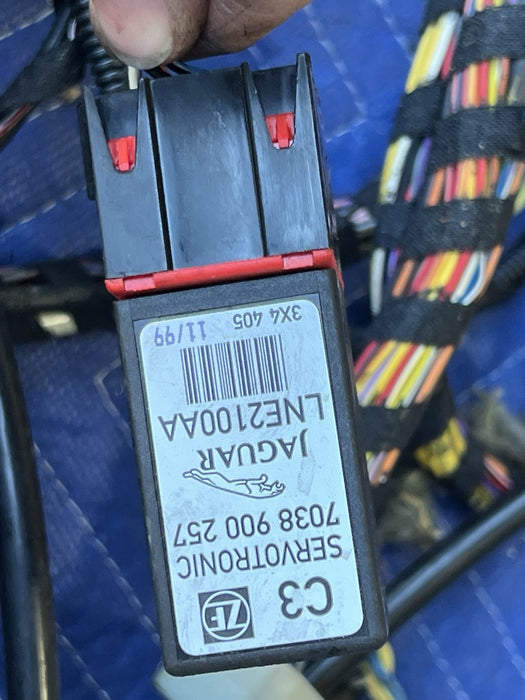 C3 ZF
SERVOTRONIC
7038 900 257
JAGUAR
LNE2100AA
3X4 405 11/99